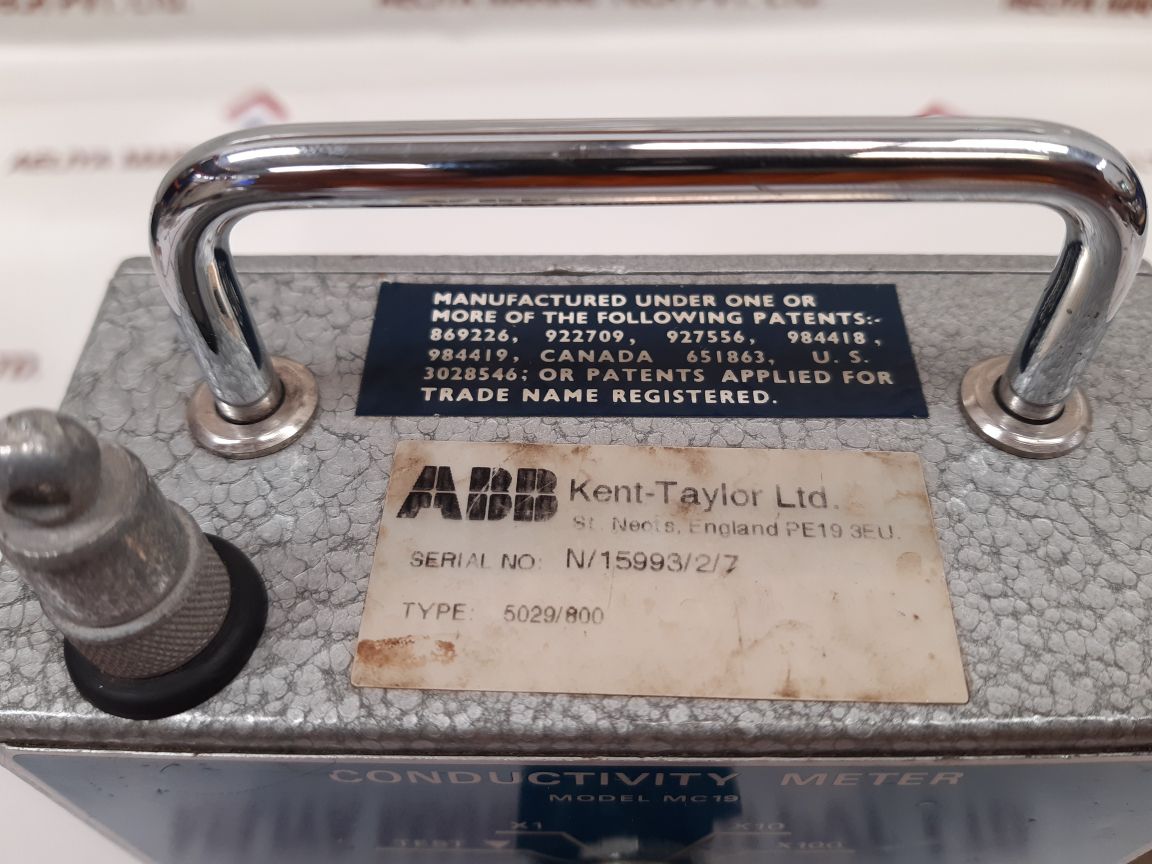 MANUFACTURED UNDER ONE OR
MORE OF THE FOLLOWING PATENTS:-
869226, 922709, 927556, 984418,
984419, CANADA 651863, U. S.
3028546; OR PATENTS APPLIED FOR
TRADE NAME REGISTERED.
ABB Kent-Taylor Ltd.
St. Neots, England PE19 3EU.
SERIAL NO: N/15993/2/7
TYPE: 5029/800
CONDUCTIVITY METER
MODEL MC19
X1 X10
TEST X100